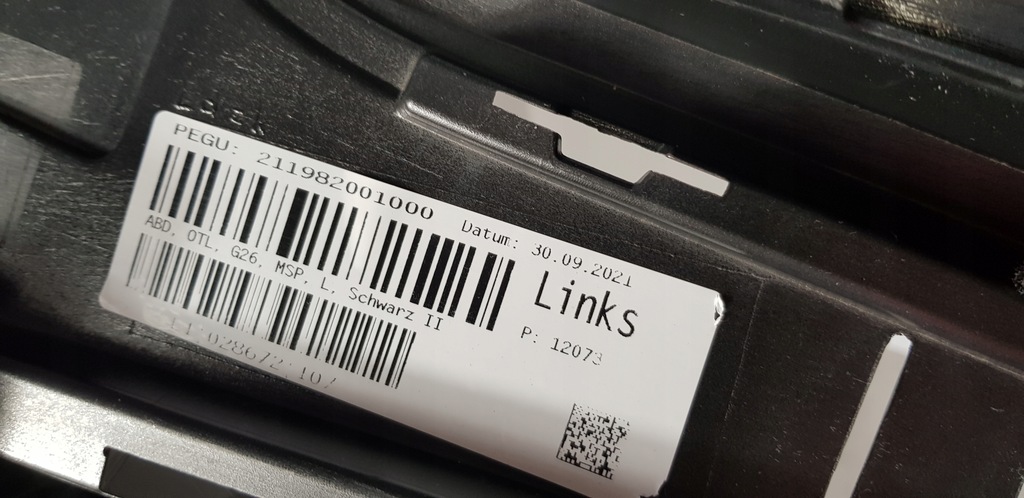 PEGU: 211982001000
Datum: 30.09.2021
Links
ABD, OTL, G26, MSP, L, Schwarz II
P: 12073